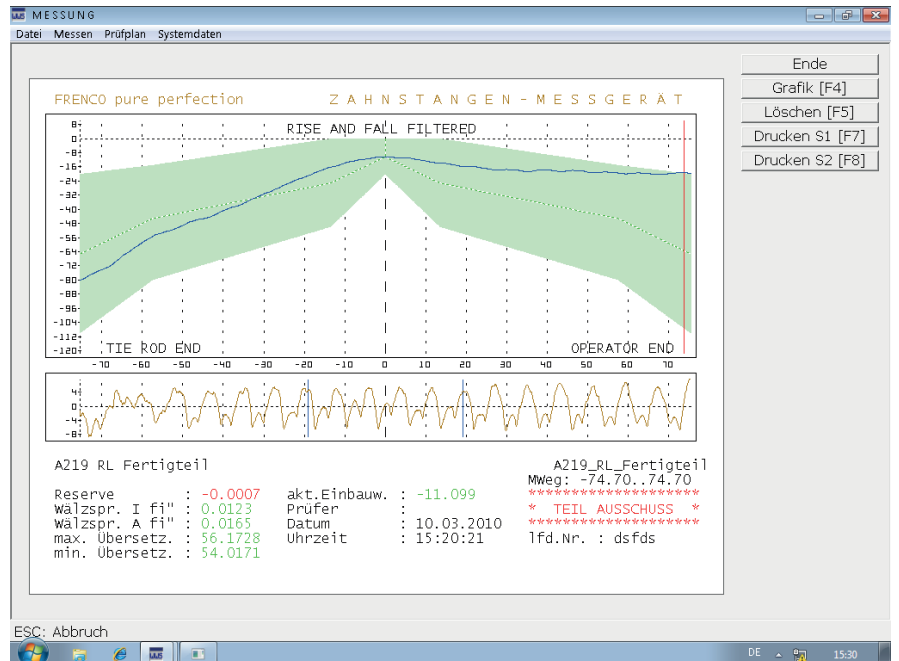 MESSUNG
Datei Messen Prüfplan Systemdaten
Ende
Grafik [F4]
Löschen [F5]
Drucken S1 [F7]
Drucken S2 [F8]
FRENCO pure perfection ZAHNSTANGEN-MESSGERÄT
RISE AND FALL FILTERED
8
0
-8
-16
-24
-32
-40
-48
-56
-64
-72
-80
-88
-96
-104
-112
-120
TIE ROD END OPERATOR END
-70 -60 -50 -40 -30 -20 -10 0 10 20 30 40 50 60 70
4
0
-4
-8
A219 RL Fertigteil A219_RL_Fertigteil
MWeg: -74.70..74.70
Reserve : -0.0007 akt.Einbauw. : -11.099 ********************
Wälzspr. I fi" : 0.0123 Prüfer : * TEIL AUSSCHUSS *
Wälzspr. A fi" : 0.0165 Datum : 10.03.2010 ********************
max. Übersetz. : 56.1728 Uhrzeit : 15:20:21 lfd.Nr. : dsfds
min. Übersetz. : 54.0171
ESC: Abbruch
DE 15:30